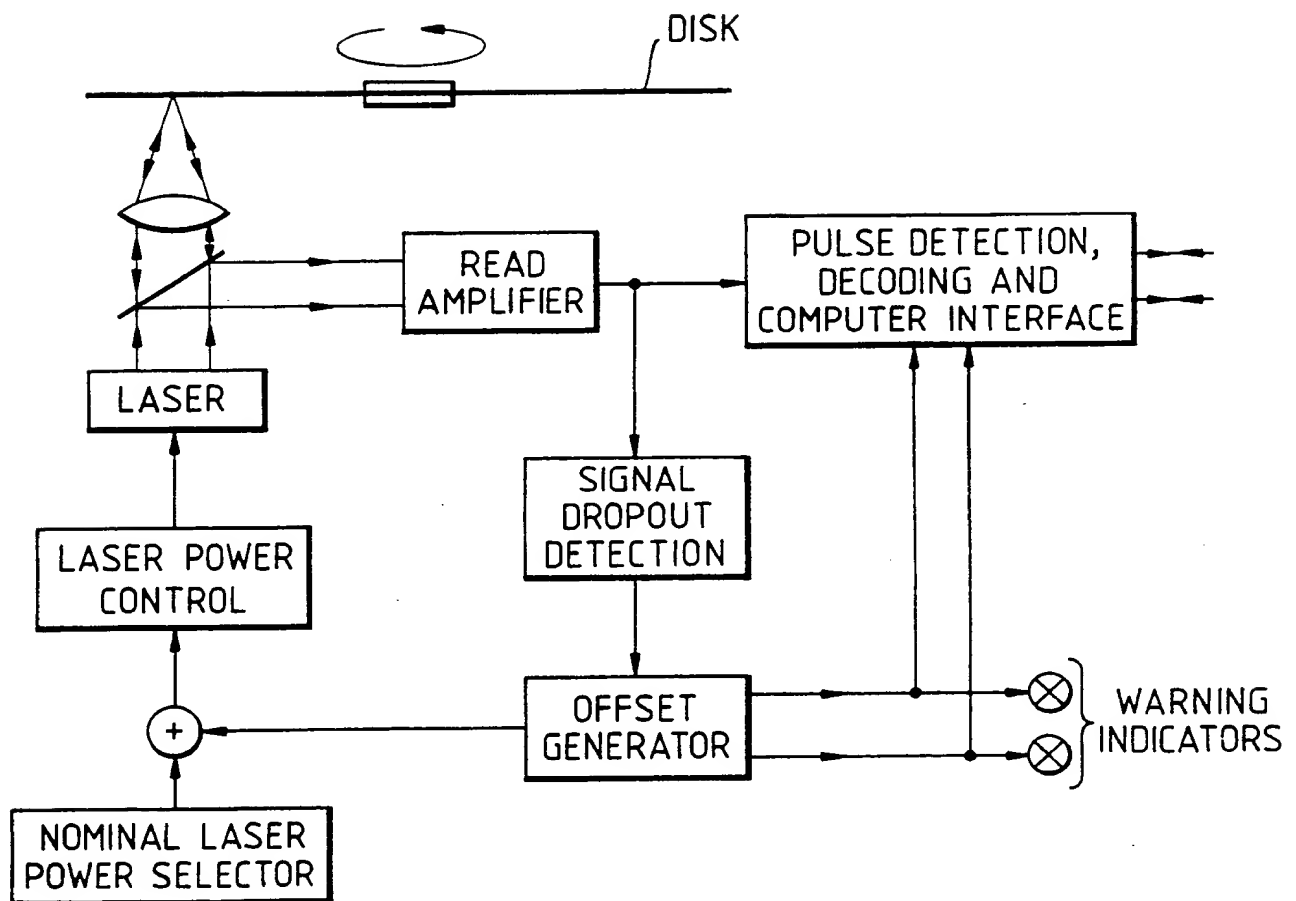 DISK
READ
AMPLIFIER
PULSE DETECTION,
DECODING AND
COMPUTER INTERFACE
LASER
SIGNAL
DROPOUT
DETECTION
LASER POWER
CONTROL
+
OFFSET
GENERATOR
WARNING
INDICATORS
NOMINAL LASER
POWER SELECTOR